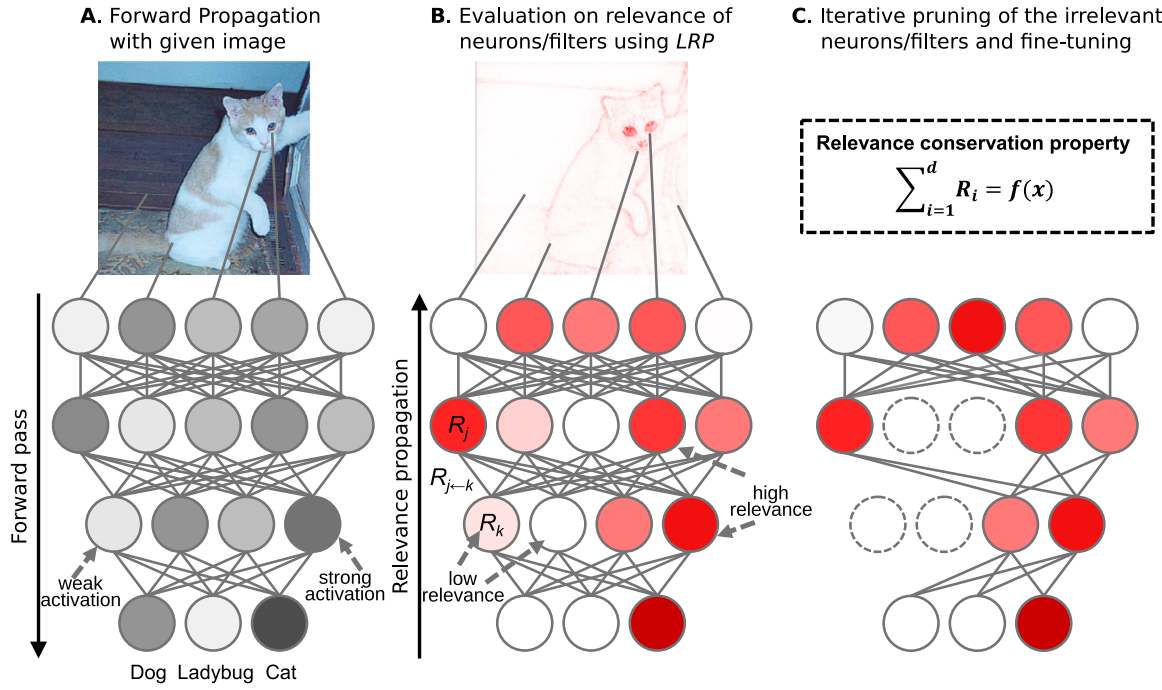 A. Forward Propagation
with given image
B. Evaluation on relevance of
neurons/filters using LRP
C. Iterative pruning of the irrelevant
neurons/filters and fine-tuning
Relevance conservation property
∑_{i=1}^{d} R_i = f(x)
Forward pass
weak
activation
strong
activation
Dog Ladybug Cat
Relevance propagation
R_j
R_{j←k}
R_k
high
relevance
low
relevance